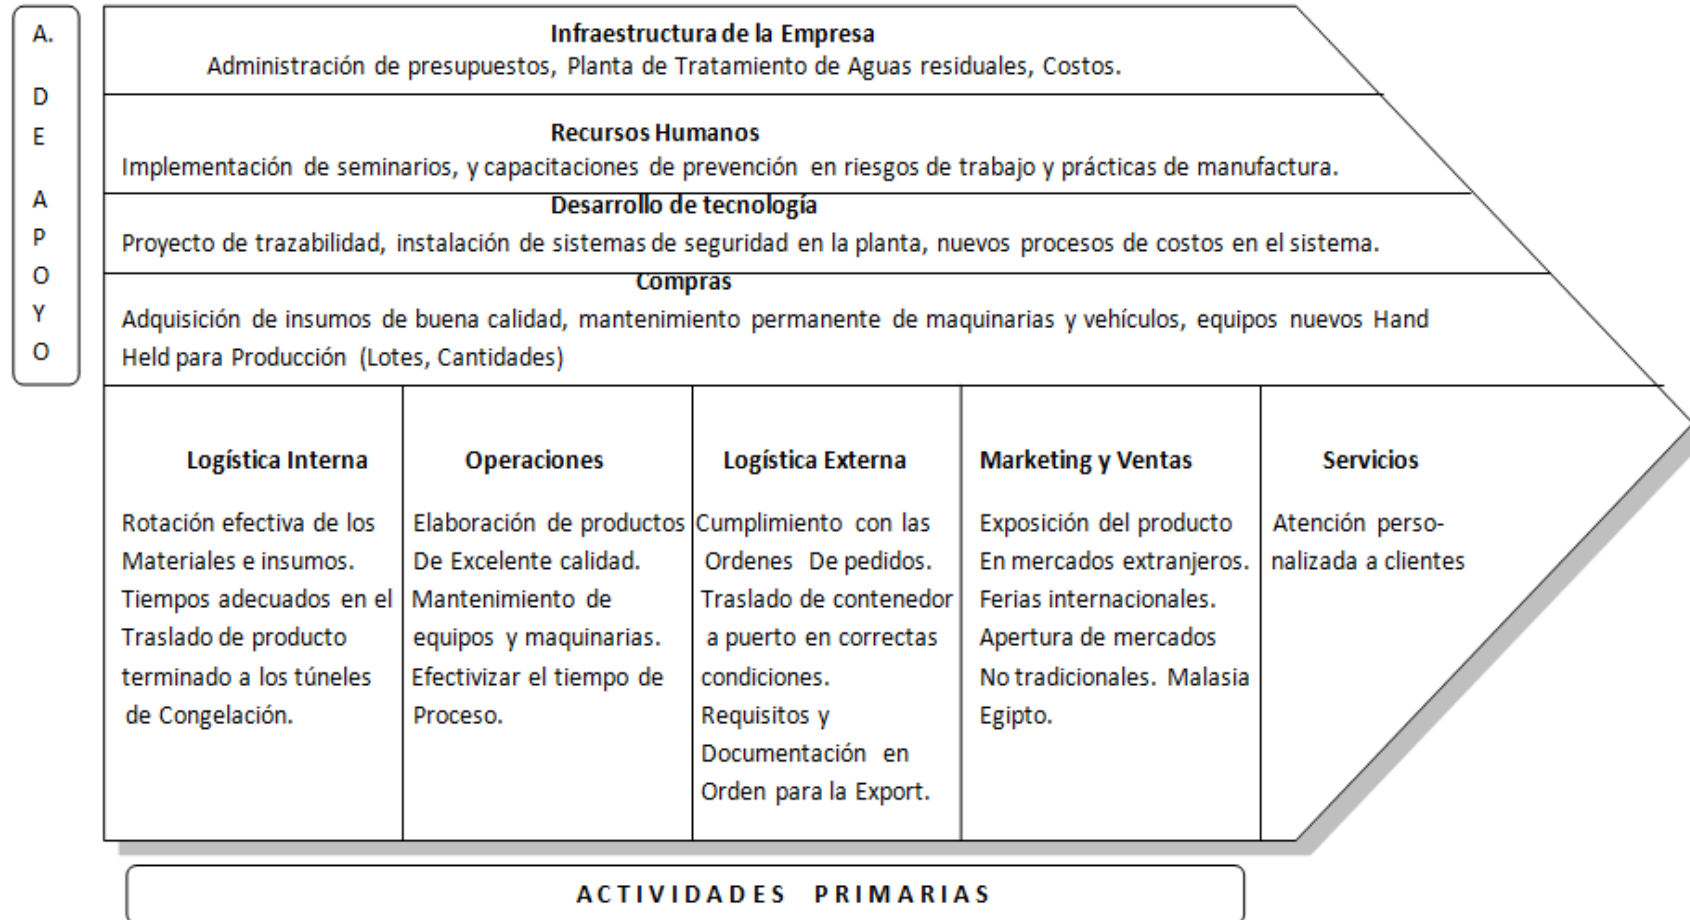 A.
DE
APOYO
Infraestructura de la Empresa
Administración de presupuestos, Planta de Tratamiento de Aguas residuales, Costos.
Recursos Humanos
Implementación de seminarios, y capacitaciones de prevención en riesgos de trabajo y prácticas de manufactura.
Desarrollo de tecnología
Proyecto de trazabilidad, instalación de sistemas de seguridad en la planta, nuevos procesos de costos en el sistema.
Compras
Adquisición de insumos de buena calidad, mantenimiento permanente de maquinarias y vehículos, equipos nuevos Hand
Held para Producción (Lotes, Cantidades)
Logística Interna
Rotación efectiva de los
Materiales e insumos.
Tiempos adecuados en el
Traslado de producto
terminado a los túneles
de Congelación.
Operaciones
Elaboración de productos
De Excelente calidad.
Mantenimiento de
equipos y maquinarias.
Efectivizar el tiempo de
Proceso.
Logística Externa
Cumplimiento con las
Ordenes De pedidos.
Traslado de contenedor
a puerto en correctas
condiciones.
Requisitos y
Documentación en
Orden para la Export.
Marketing y Ventas
Exposición del producto
En mercados extranjeros.
Ferias internacionales.
Apertura de mercados
No tradicionales. Malasia
Egipto.
Servicios
Atención perso-
nalizada a clientes
ACTIVIDADES PRIMARIAS